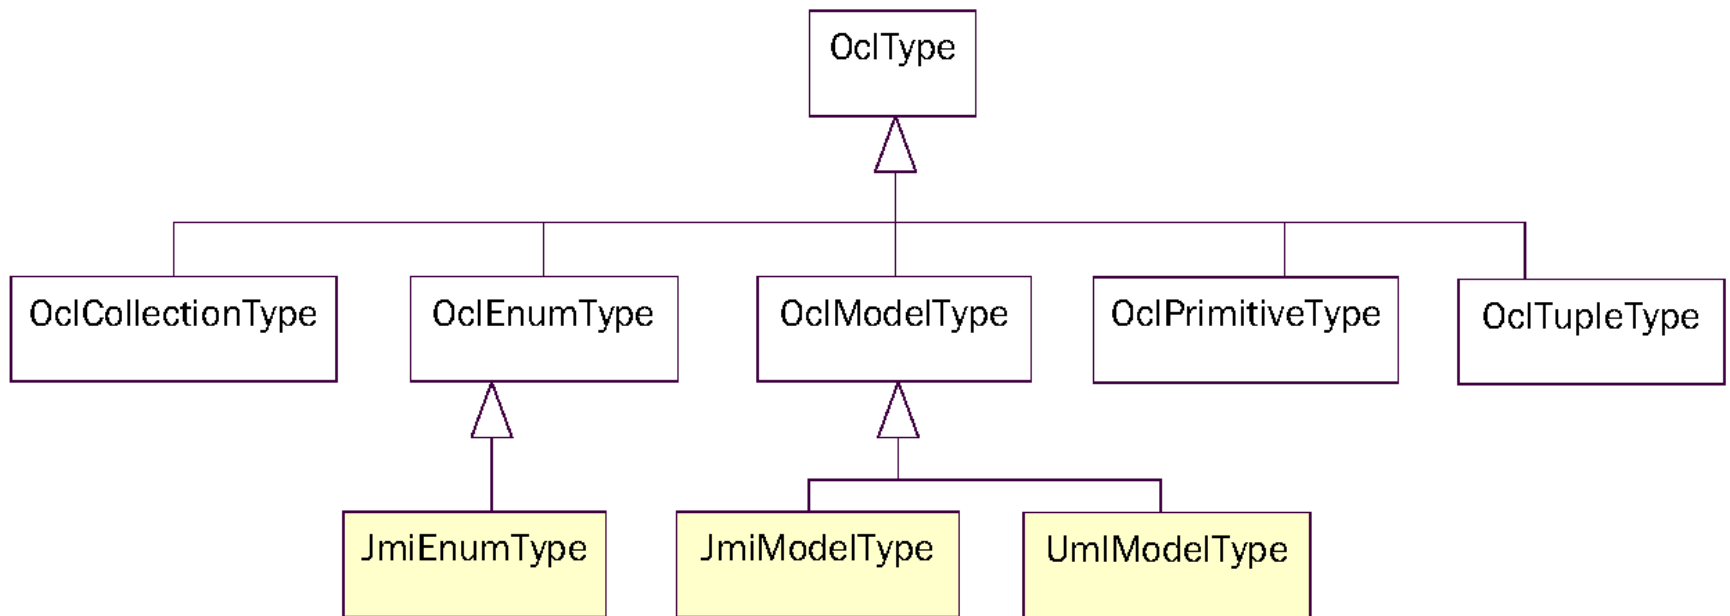 OclType
OclCollectionType
OclEnumType
OclModelType
OclPrimitiveType
OclTupleType
JmiEnumType
JmiModelType
UmlModelType